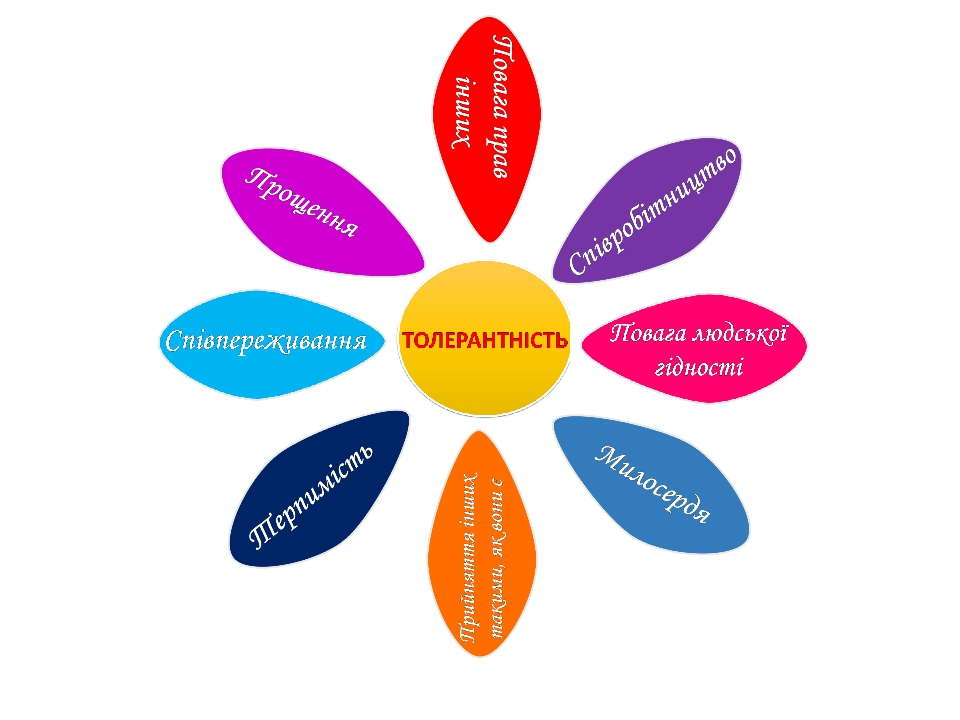 Повага прав
інших
Співробітництво
Повага людської
гідності
Милосердя
Прийняття інших
такими, як вони є
Терпимість
Співпереживання
Прощення
ТОЛЕРАНТНІСТЬ